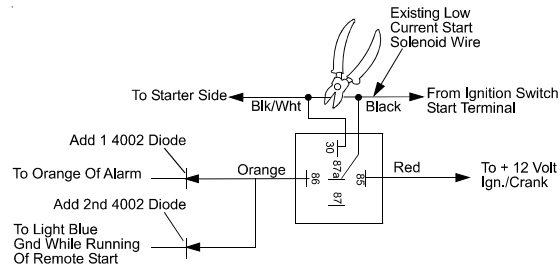 Existing Low
Current Start
Solenoid Wire
To Starter Side
Blk/Wht
Black
From Ignition Switch
Start Terminal
30
87a
86
85
87
Add 1 4002 Diode
Orange
Red
To Orange Of Alarm
To + 12 Volt
Ign./Crank
Add 2nd 4002 Diode
To Light Blue
Gnd While Running
Of Remote Start